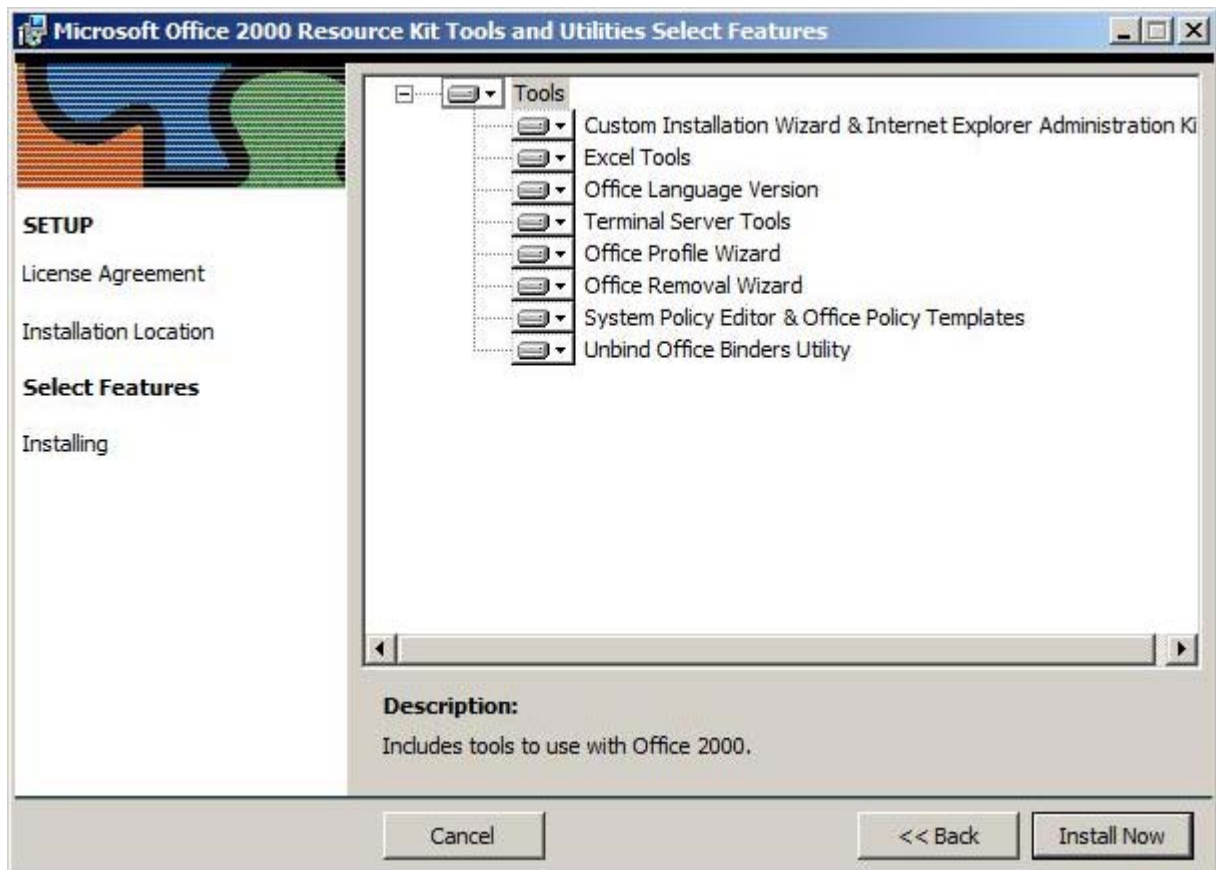 Microsoft Office 2000 Resource Kit Tools and Utilities Select Features
SETUP
License Agreement
Installation Location
Select Features
Installing
Tools
Custom Installation Wizard & Internet Explorer Administration Ki
Excel Tools
Office Language Version
Terminal Server Tools
Office Profile Wizard
Office Removal Wizard
System Policy Editor & Office Policy Templates
Unbind Office Binders Utility
Description:
Includes tools to use with Office 2000.
Cancel
<< Back
Install Now